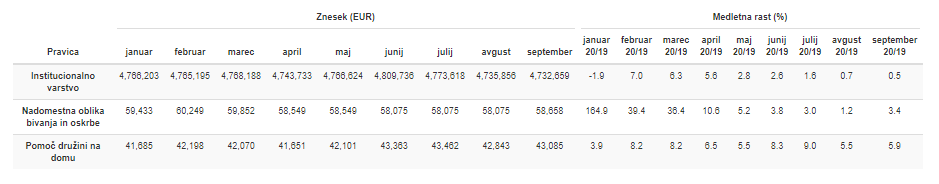 Znesek (EUR) Medletna rast (%)
Pravica januar februar marec april maj junij julij avgust september januar 20/19 februar 20/19 marec 20/19 april 20/19 maj 20/19 junij 20/19 julij 20/19 avgust 20/19 september 20/19
Institucionalno varstvo 4,766,203 4,765,195 4,768,188 4,743,733 4,766,624 4,809,736 4,773,618 4,735,856 4,732,659 -1.9 7.0 6.3 5.6 2.8 2.6 1.6 0.7 0.5
Nadomestna oblika bivanja in oskrbe 59,433 60,249 59,852 58,549 58,549 58,075 58,075 58,075 58,658 164.9 39.4 36.4 10.6 5.2 3.8 3.0 1.2 3.4
Pomoč družini na domu 41,685 42,198 42,070 41,651 42,101 43,363 43,462 42,843 43,085 3.9 8.2 8.2 6.5 5.5 8.3 9.0 5.5 5.9